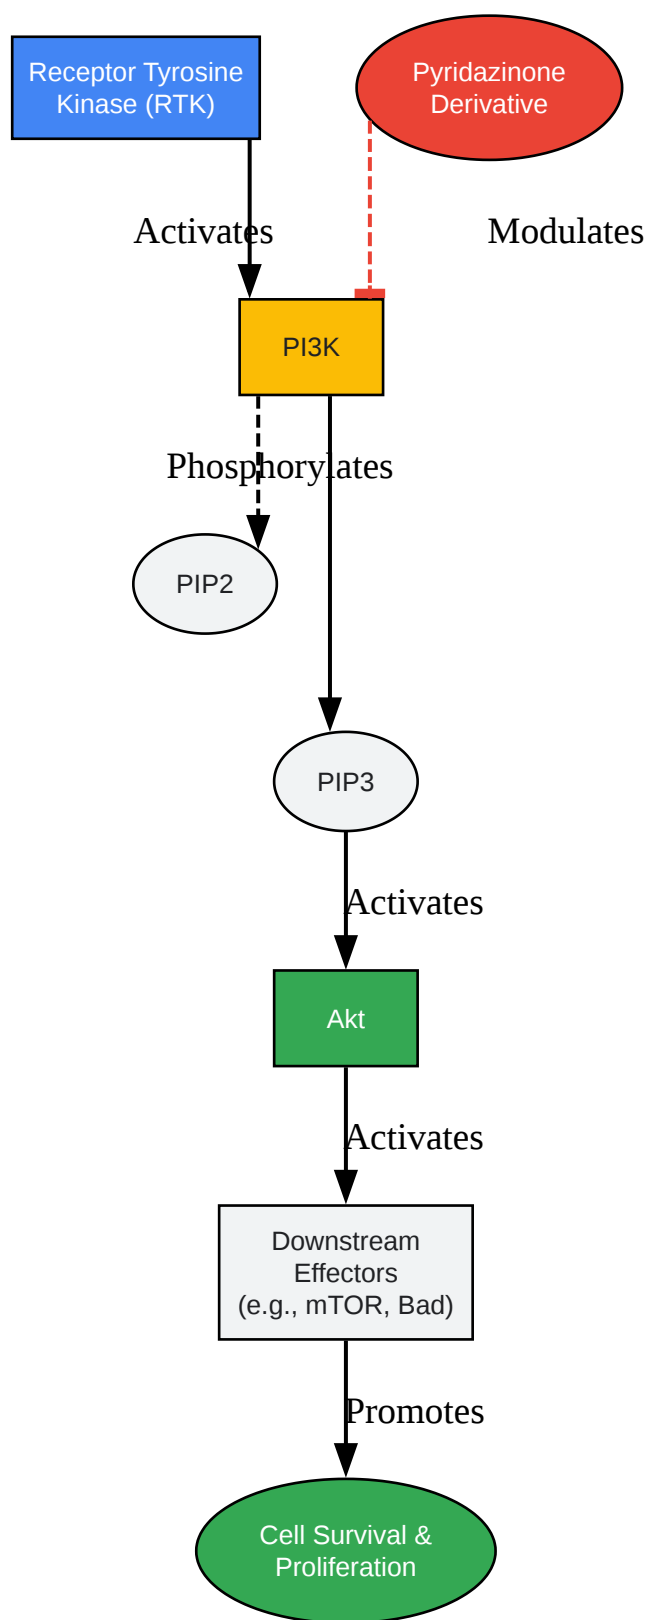 Receptor Tyrosine
Kinase (RTK)
Pyridazinone
Derivative
Activates
Modulates
PI3K
Phosphorylates
PIP2
PIP3
Activates
Akt
Activates
Downstream
Effectors
(e.g., mTOR, Bad)
Promotes
Cell Survival &
Proliferation